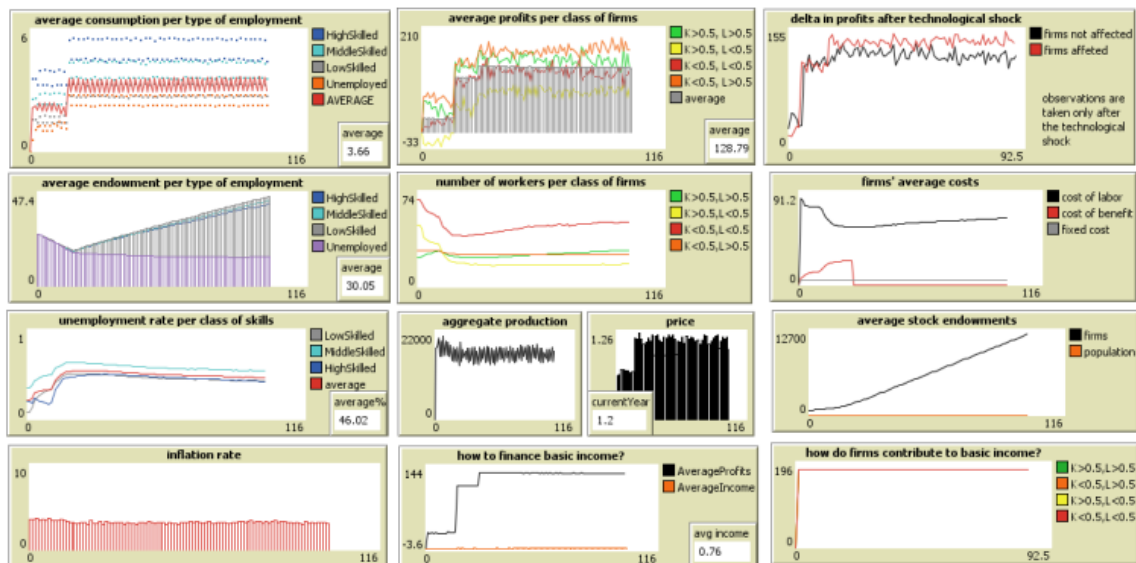 average consumption per type of employment
6
0
0
116
HighSkilled
MiddleSkilled
LowSkilled
Unemployed
AVERAGE
average
3.66
average profits per class of firms
210
-33
0
116
K>0.5, L>0.5
K>0.5, L<0.5
K<0.5, L<0.5
K<0.5, L>0.5
average
average
128.79
delta in profits after technological shock
155
0
0
92.5
firms not affected
firms affeted
observations are
taken only after
the technological
shock
average endowment per type of employment
47.4
0
0
116
HighSkilled
MiddleSkilled
LowSkilled
Unemployed
average
30.05
number of workers per class of firms
74
0
0
116
K>0.5,L>0.5
K>0.5,L<0.5
K<0.5,L<0.5
K<0.5,L>0.5
firms' average costs
91.2
0
0
116
cost of labor
cost of benefit
fixed cost
unemployment rate per class of skills
1
0
0
116
LowSkilled
MiddleSkilled
HighSkilled
average
average%
46.02
aggregate production
22000
0
0
116
price
1.26
116
currentYear
1.2
average stock endowments
12700
0
0
116
firms
population
inflation rate
10
0
0
116
how to finance basic income?
144
-3.6
0
116
AverageProfits
AverageIncome
avg income
0.76
how do firms contribute to basic income?
196
0
0
92.5
K>0.5,L>0.5
K<0.5,L>0.5
K>0.5,L<0.5
K<0.5,L<0.5